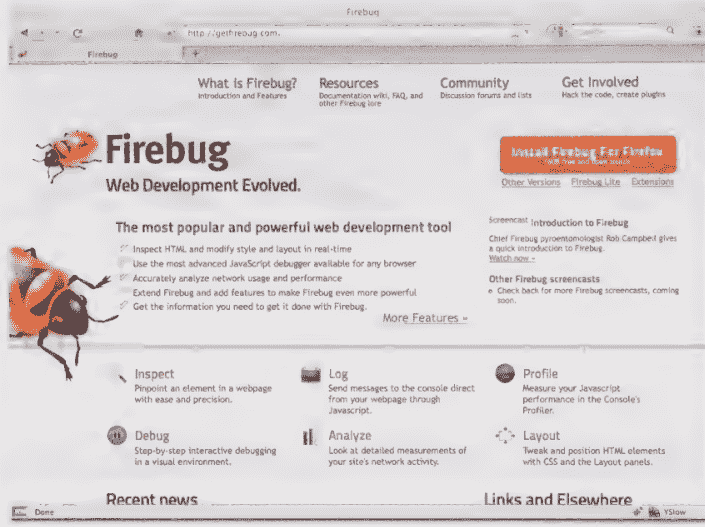 Firebug
http://getfirebug.com
Firebug
What is Firebug?
Introduction and Features
Resources
Documentation wiki, FAQ, and
other Firebug lore
Community
Discussion forums and lists
Get Involved
Hack the code, create plugins
Firebug
Web Development Evolved.
Install Firebug For Firefox
Other Versions Firebug Lite Extensions
The most popular and powerful web development tool
Inspect HTML and modify style and layout in real-time
Use the most advanced JavaScript debugger available for any browser
Accurately analyze network usage and performance
Extend Firebug and add features to make Firebug even more powerful
Get the information you need to get it done with Firebug.
More Features »
Screencast Introduction to Firebug
Chief Firebug pyroentomologist Rob Campbell gives
a quick introduction to Firebug.
Watch now »
Other Firebug screencasts
Check back for more Firebug screencasts, coming
soon.
Inspect
Pinpoint an element in a webpage
with ease and precision.
Log
Send messages to the console direct
from your webpage through
Javascript.
Profile
Measure your Javascript
performance in the Console's
Profiler.
Debug
Step-by-step interactive debugging
in a visual environment.
Analyze
Look at detailed measurements of
your site's network activity.
Layout
Tweak and position HTML elements
with CSS and the Layout panels.
Recent news
Links and Elsewhere
Done
YSlow